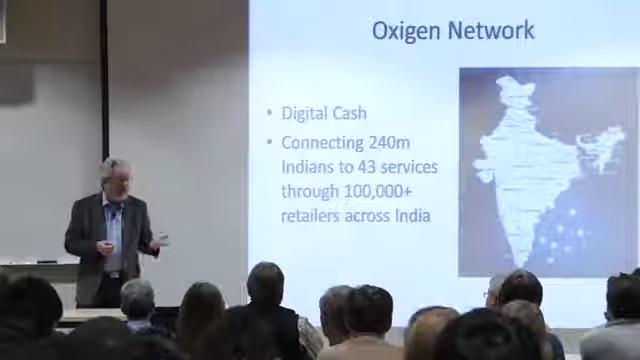 Oxigen Network
• Digital Cash
• Connecting 240m
Indians to 43 services
through 100,000+
retailers across India